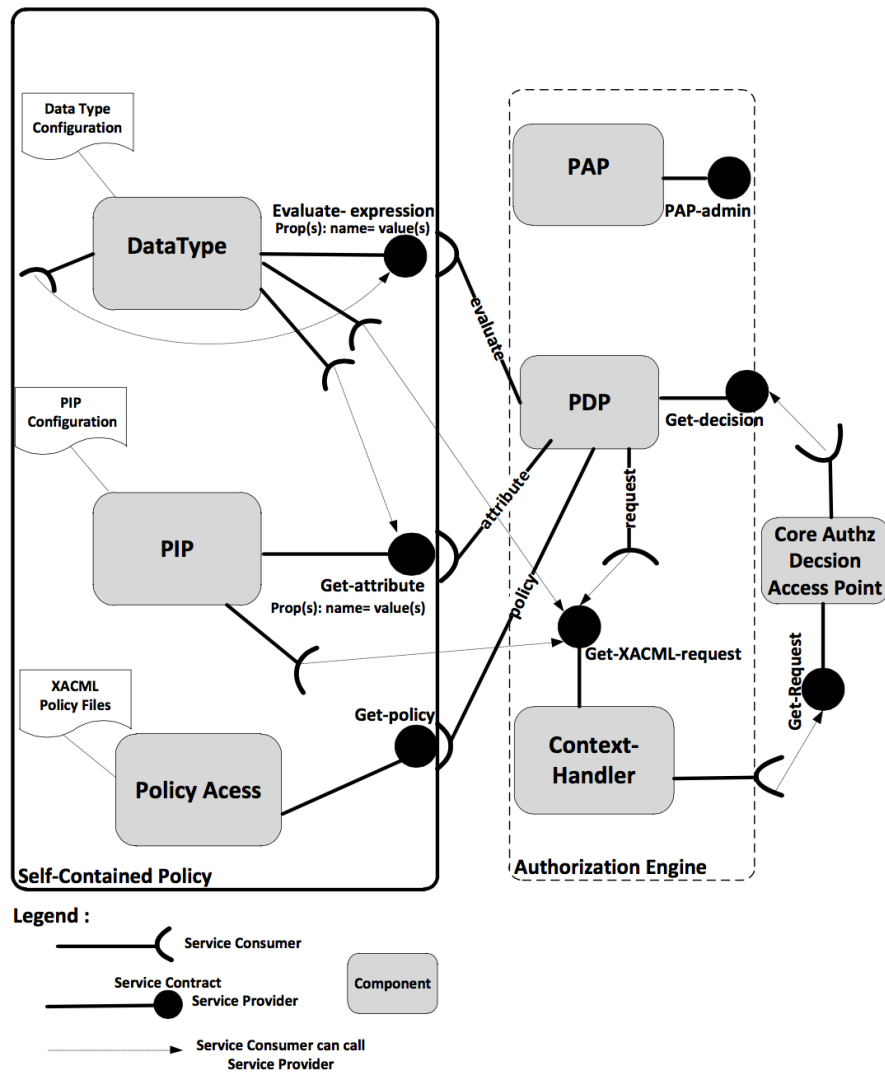 Data Type
Configuration
DataType
Evaluate- expression
Prop(s): name= value(s)
PAP
PAP-admin
evaluate
PIP
Configuration
PDP
Get-decision
PIP
Get-attribute
Prop(s): name= value(s)
attribute
request
policy
Core Authz
Decsion
Access Point
Get-XACML-request
Get-Request
XACML
Policy Files
Get-policy
Policy Acess
Context-
Handler
Self-Contained Policy
Authorization Engine
Legend :
Service Consumer
Service Contract
Service Provider
Component
Service Consumer can call
Service Provider